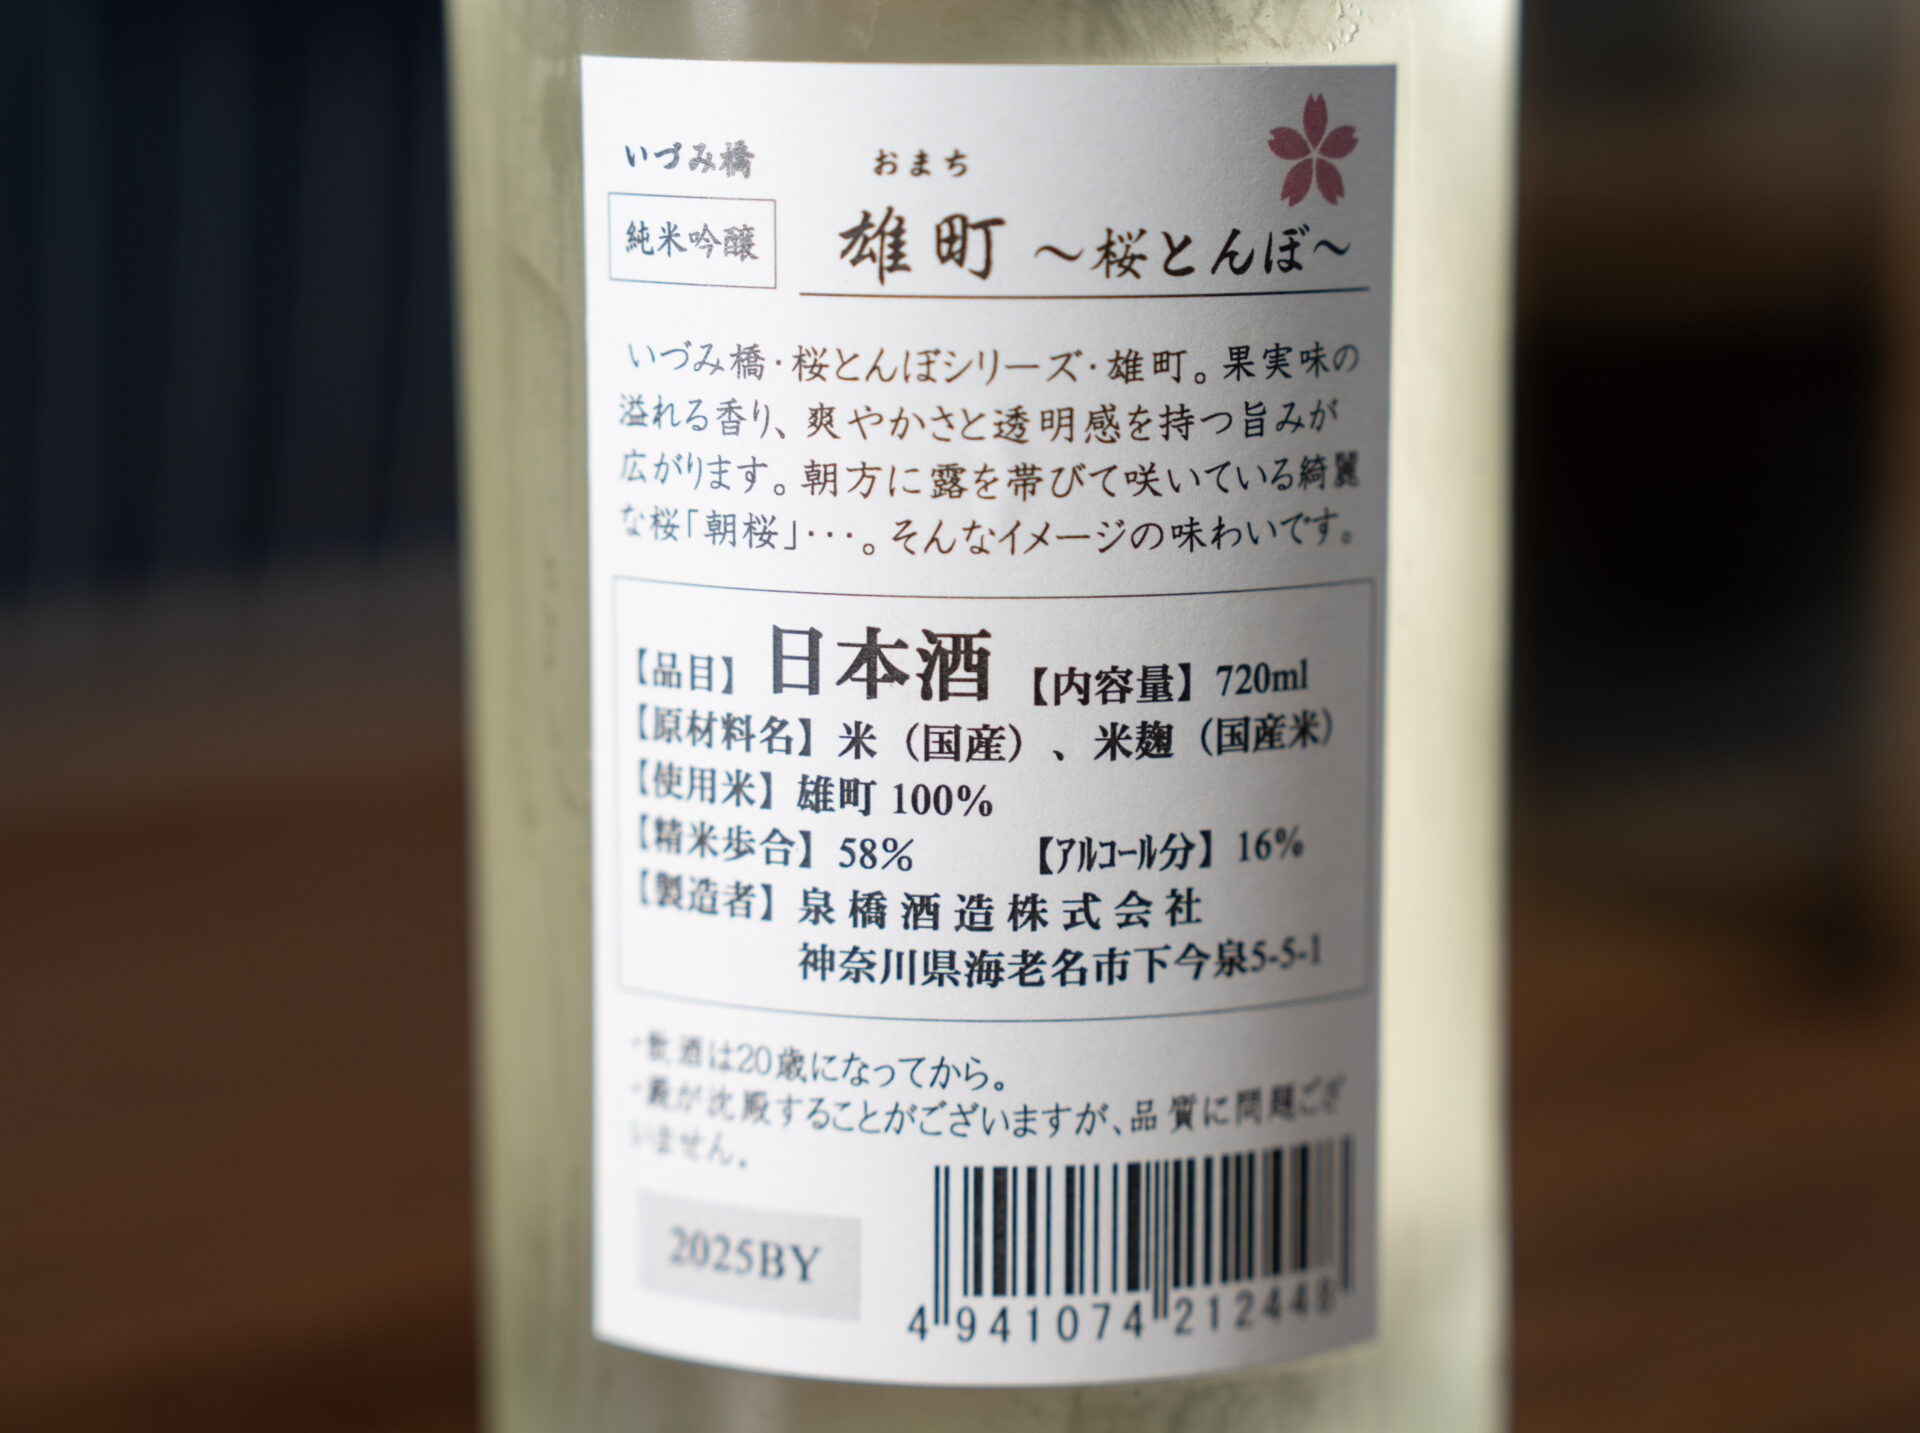 いづみ橋
純米吟醸
おまち
雄町 ～桜とんぼ～
いづみ橋・桜とんぼシリーズ・雄町。果実味の
溢れる香り、爽やかさと透明感を持つ旨みが
広がります。朝方に露を帯びて咲いている綺麗
な桜「朝桜」・・・。そんなイメージの味わいです。
【品目】日本酒 【内容量】720ml
【原材料名】米（国産）、米麹（国産米）
【使用米】雄町 100%
【精米歩合】58% 【アルコール分】16%
【製造者】泉橋酒造株式会社
神奈川県海老名市下今泉5-5-1
・飲酒は20歳になってから。
・澱が沈殿することがございますが、品質に問題ござ
いません。
2025BY
4 941074 212448